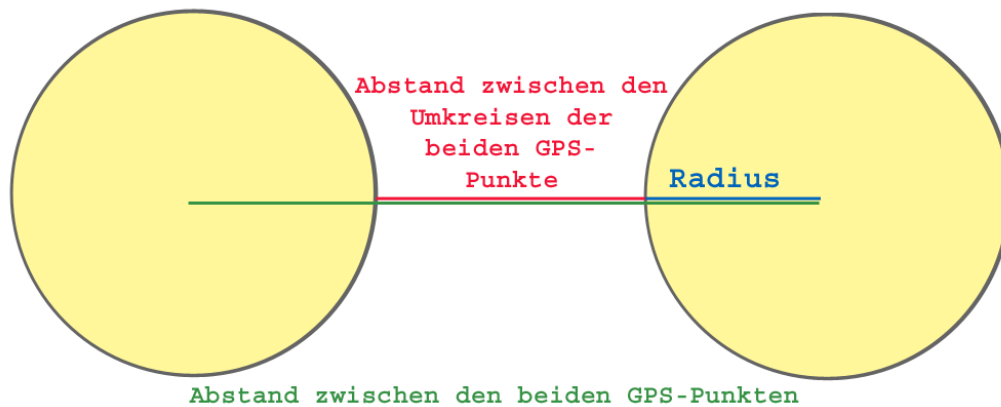 Abstand zwischen den
Umkreisen der
beiden GPS-
Punkte
Radius
Abstand zwischen den beiden GPS-Punkten